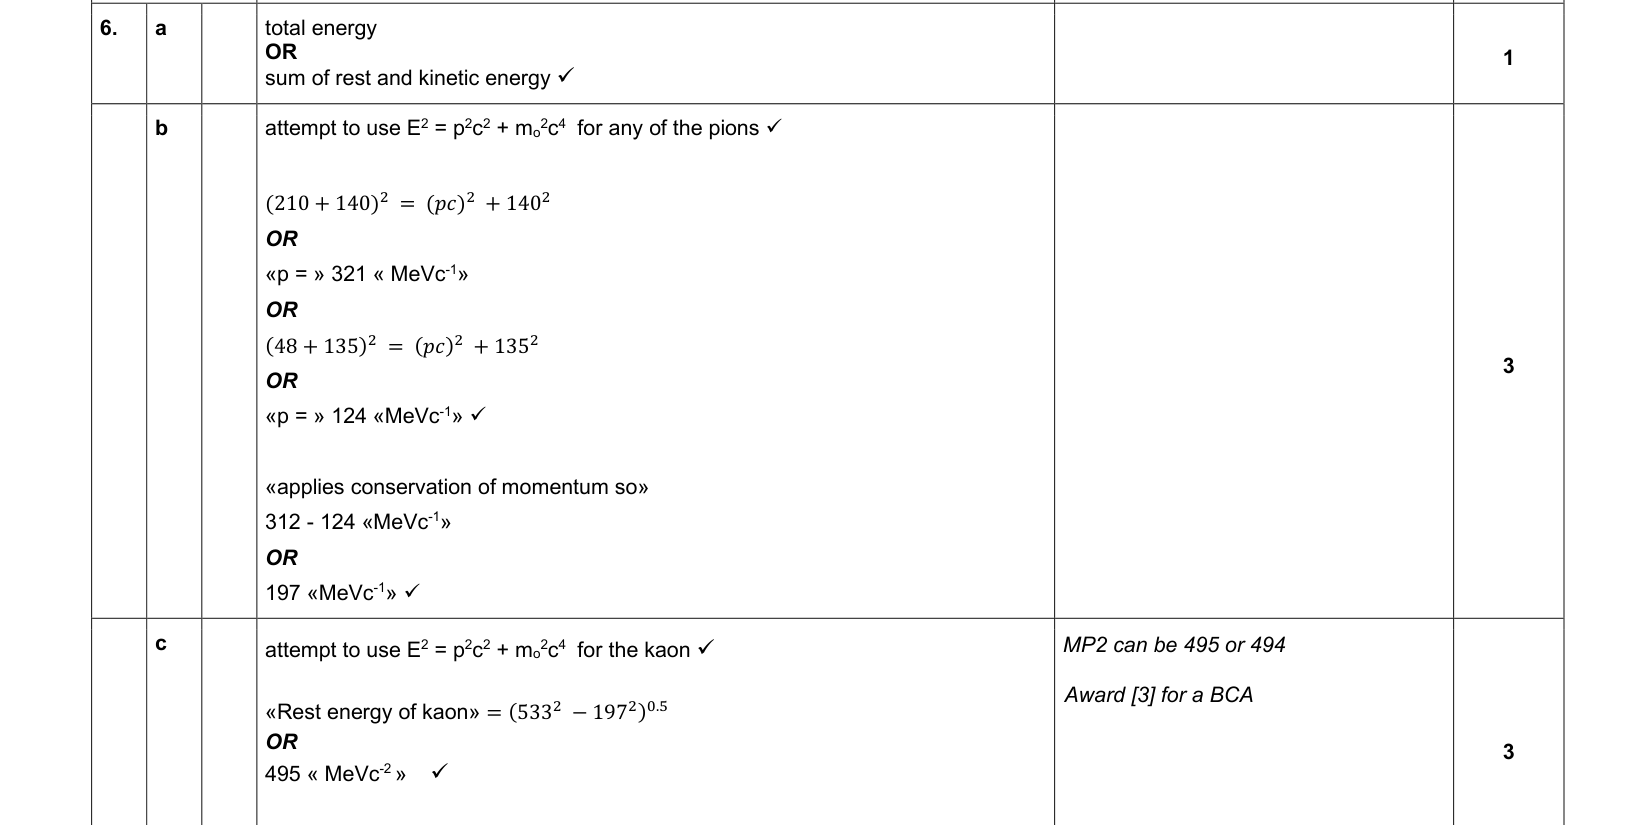 6. a total energy
OR
sum of rest and kinetic energy ✓
1
b attempt to use E² = p²c² + mₒ²c⁴ for any of the pions ✓
(210 + 140)² = (pc)² + 140²
OR
«p = » 321 « MeVc⁻¹»
OR
(48 + 135)² = (pc)² + 135²
OR
«p = » 124 «MeVc⁻¹» ✓
3
«applies conservation of momentum so»
312 - 124 «MeVc⁻¹»
OR
197 «MeVc⁻¹» ✓
c attempt to use E² = p²c² + mₒ²c⁴ for the kaon ✓
«Rest energy of kaon» = (533² − 197²)⁰·⁵
OR
495 « MeVc⁻² » ✓
MP2 can be 495 or 494
Award [3] for a BCA
3